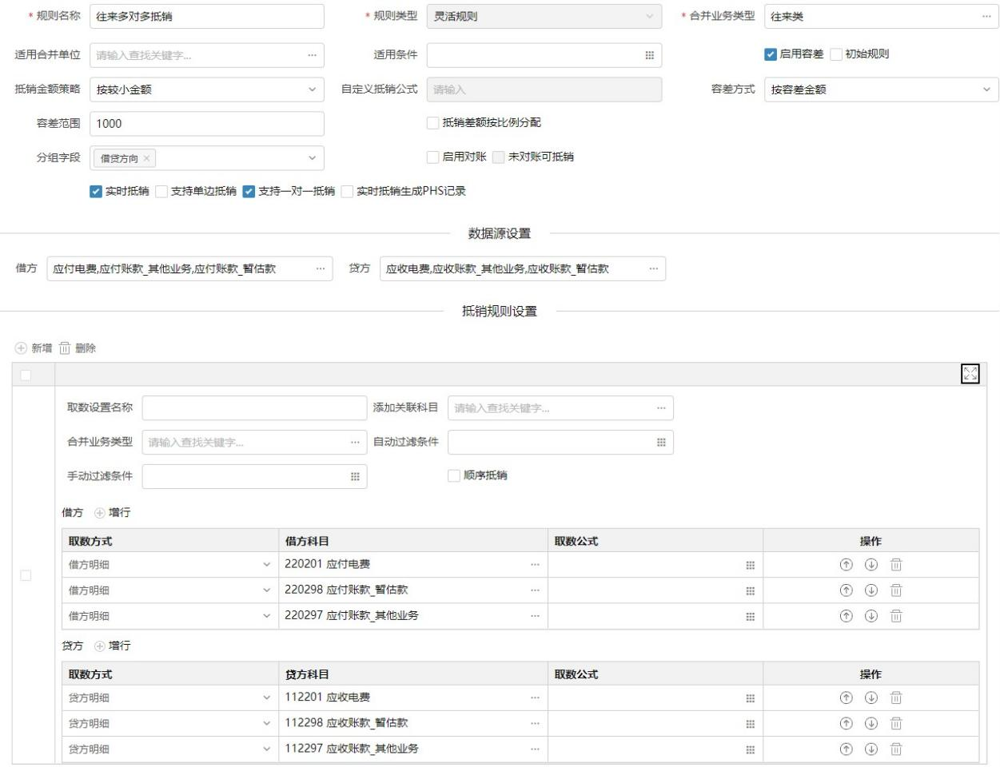 * 规则名称 往来多对多抵销 * 规则类型 灵活规则 * 合并业务类型 往来类 ...
适用合并单位 请输入查找关键字... ... 适用条件 启用容差 初始规则
抵销金额策略 按较小金额 自定义抵销公式 请输入 容差方式 按容差金额
容差范围 1000 抵销差额按比例分配
分组字段 借贷方向 × 启用对账 未对账可抵销
实时抵销 支持单边抵销 支持一对一抵销 实时抵销生成PHS记录
数据源设置
借方 应付电费,应付账款_其他业务,应付账款_暂估款 ... 贷方 应收电费,应收账款_其他业务,应收账款_暂估款 ...
抵销规则设置
新增 删除
取数设置名称 添加关联科目 请输入查找关键字... ...
合并业务类型 请输入查找关键字... ... 自动过滤条件
手动过滤条件 顺序抵销
借方 增行
取数方式 借方科目 取数公式 操作
借方明细 220201 应付电费 ...
借方明细 220298 应付账款_暂估款 ...
借方明细 220297 应付账款_其他业务 ...
贷方 增行
取数方式 贷方科目 取数公式 操作
贷方明细 112201 应收电费 ...
贷方明细 112298 应收账款_暂估款 ...
贷方明细 112297 应收账款_其他业务 ...